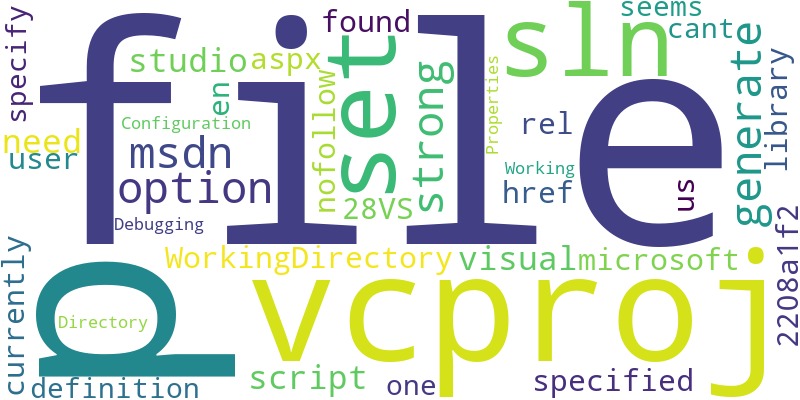 file
sln
found
seems
cant
specify
studio
aspx
set
strong
generate
library
en
Configuration
nofollow
Properties
need
user
msdn
option
rel
href
Working
us
28VS
Debugging
WorkingDirectory
visual
microsoft
2208a1f2
currently
p
Directory
vcproj
definition
script
one
specified